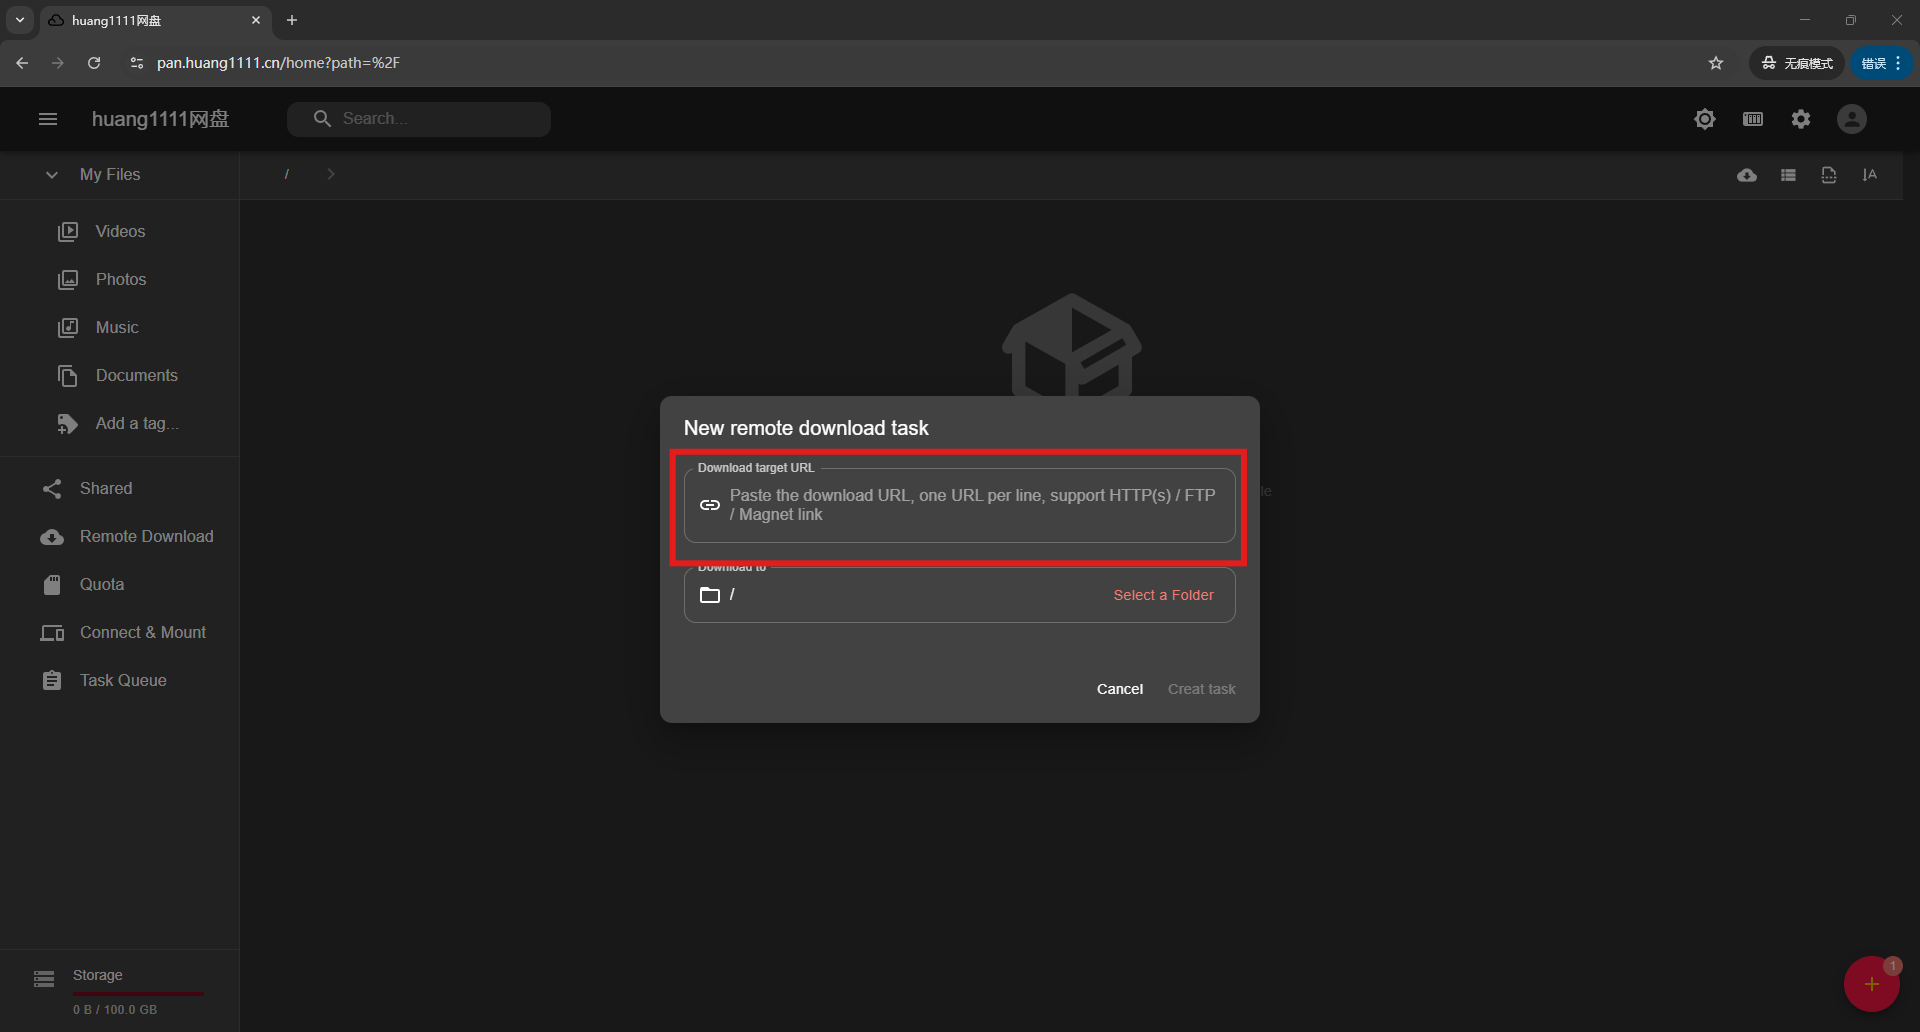 huang1111网盘
pan.huang1111.cn/home?path=%2F
无痕模式
错误
huang1111网盘
Search...
My Files
/
Videos
Photos
Music
Documents
Add a tag...
Shared
Remote Download
Quota
Connect & Mount
Task Queue
Storage
0 B / 100.0 GB
New remote download task
Download target URL
Paste the download URL, one URL per line, support HTTP(s) / FTP
/ Magnet link
le
Download to
/
Select a Folder
Cancel
Creat task
1